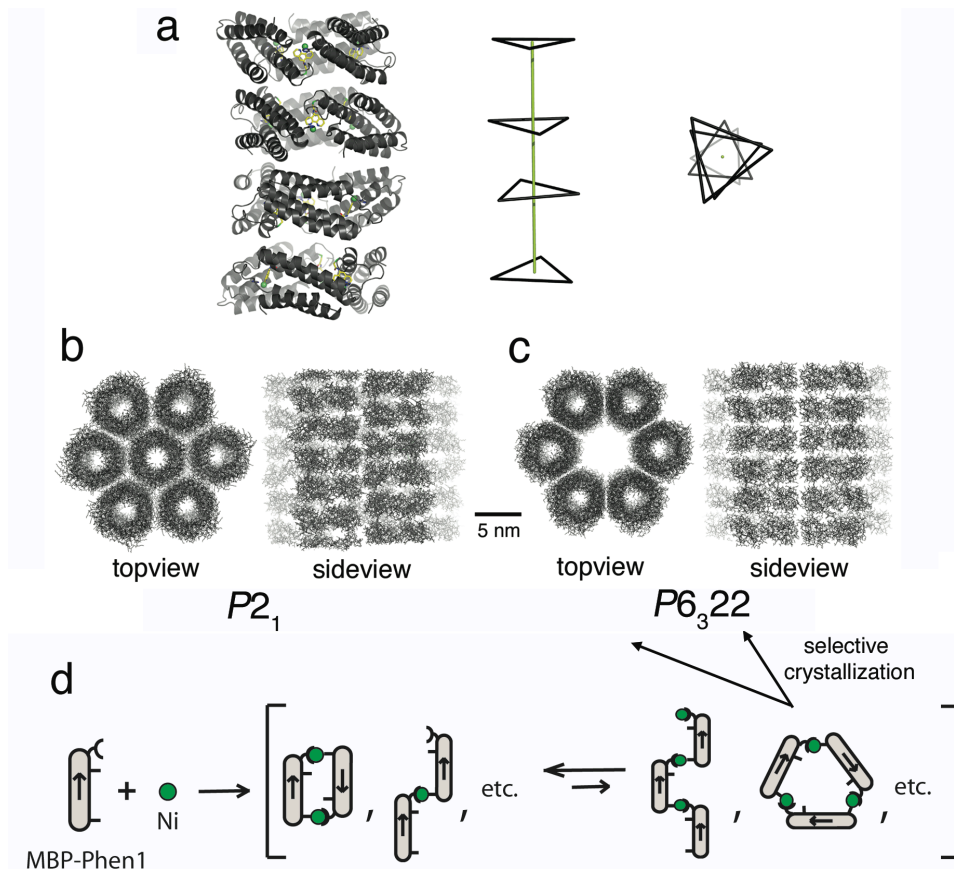 a
b
c
topview
sideview
5 nm
topview
sideview
P2₁
P6₃22
selective
crystallization
d
+
Ni
MBP-Phen1
,
, etc.
,
, etc.